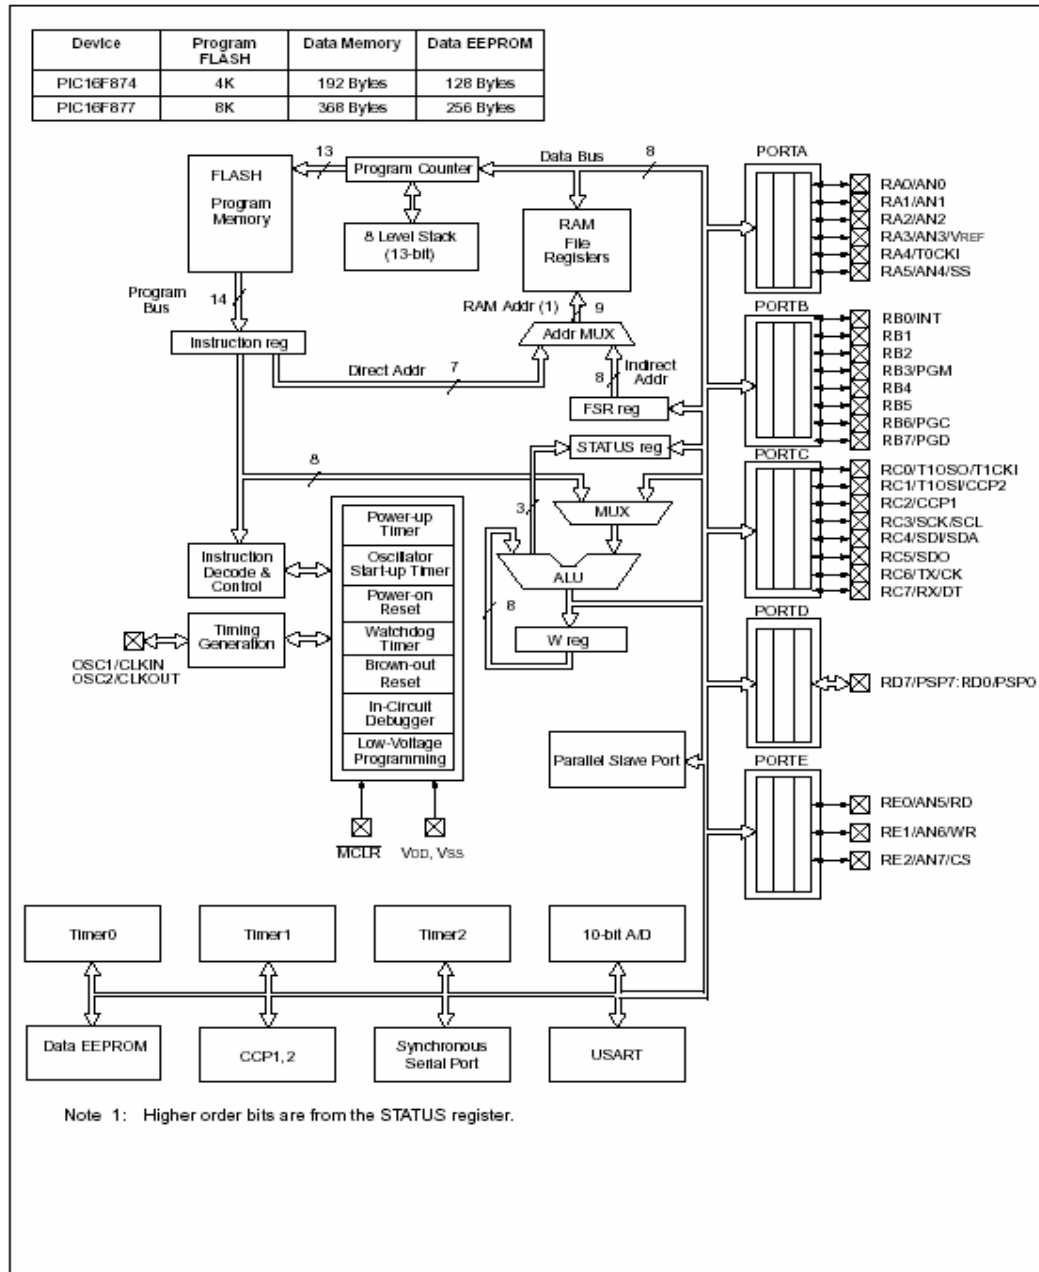 Device Program FLASH Data Memory Data EEPROM
PIC16F874 4K 192 Bytes 128 Bytes
PIC16F877 8K 368 Bytes 256 Bytes
FLASH
Program
Memory
13
Program Counter
Data Bus
8
8 Level Stack
(13-bit)
RAM
File
Registers
Program
Bus
14
RAM Addr (1)
9
Addr MUX
Instruction reg
Direct Addr
7
8
Indirect
Addr
FSR reg
STATUS reg
8
3
MUX
ALU
8
W reg
Instruction
Decode &
Control
Timing
Generation
OSC1/CLKIN
OSC2/CLKOUT
Power-up
Timer
Oscillator
Start-up Timer
Power-on
Reset
Watchdog
Timer
Brown-out
Reset
In-Circuit
Debugger
Low-Voltage
Programming
MCLR
VDD, VSS
Parallel Slave Port
PORTA
RA0/AN0
RA1/AN1
RA2/AN2
RA3/AN3/VREF
RA4/T0CKI
RA5/AN4/SS
PORTB
RB0/INT
RB1
RB2
RB3/PGM
RB4
RB5
RB6/PGC
RB7/PGD
PORTC
RC0/T1OSO/T1CKI
RC1/T1OSI/CCP2
RC2/CCP1
RC3/SCK/SCL
RC4/SDI/SDA
RC5/SDO
RC6/TX/CK
RC7/RX/DT
PORTD
RD7/PSP7:RD0/PSP0
PORTE
RE0/AN5/RD
RE1/AN6/WR
RE2/AN7/CS
Timer0
Timer1
Timer2
10-bit A/D
Data EEPROM
CCP1,2
Synchronous
Serial Port
USART
Note 1: Higher order bits are from the STATUS register.